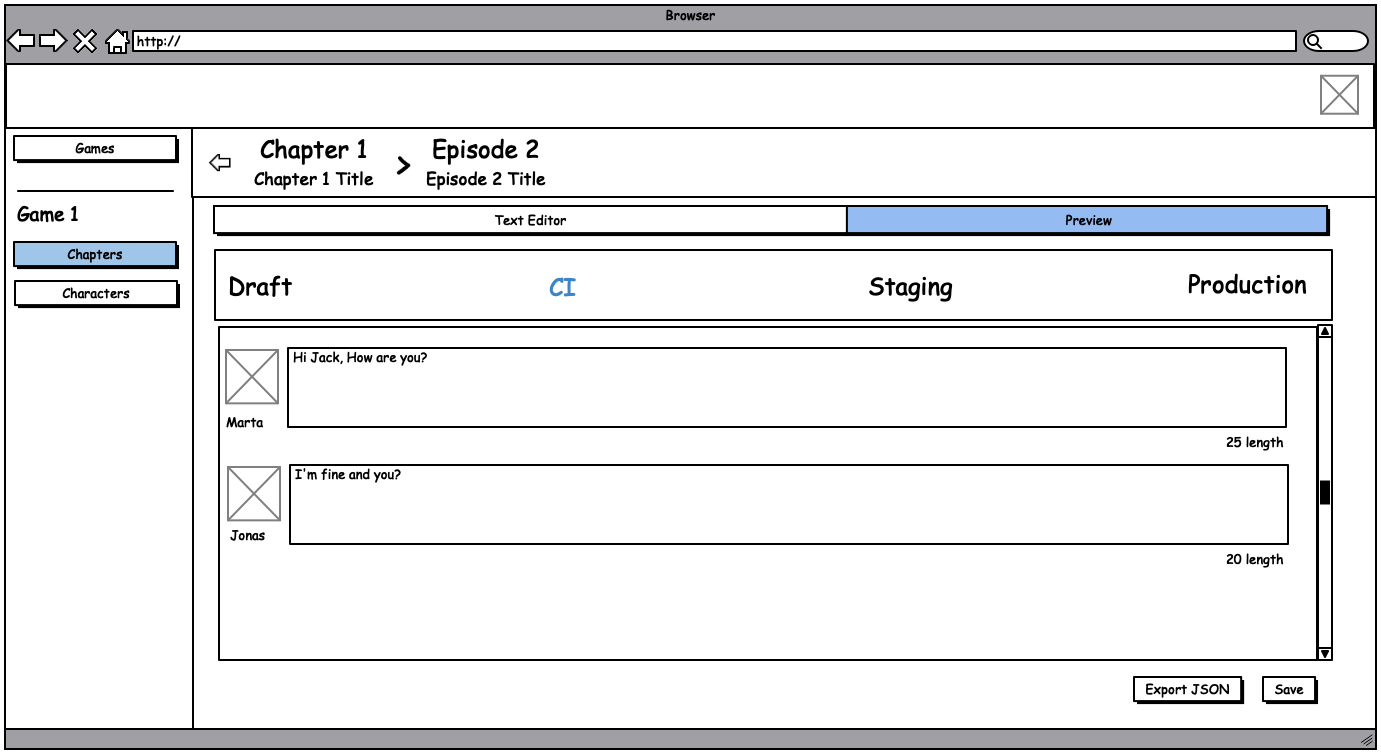 Browser
http://
Games
Chapter 1
Episode 2
>
Chapter 1 Title
Episode 2 Title
Game 1
Text Editor
Preview
Chapters
Characters
Draft
CI
Staging
Production
Hi Jack, How are you?
Marta
25 length
I'm fine and you?
Jonas
20 length
Export JSON
Save